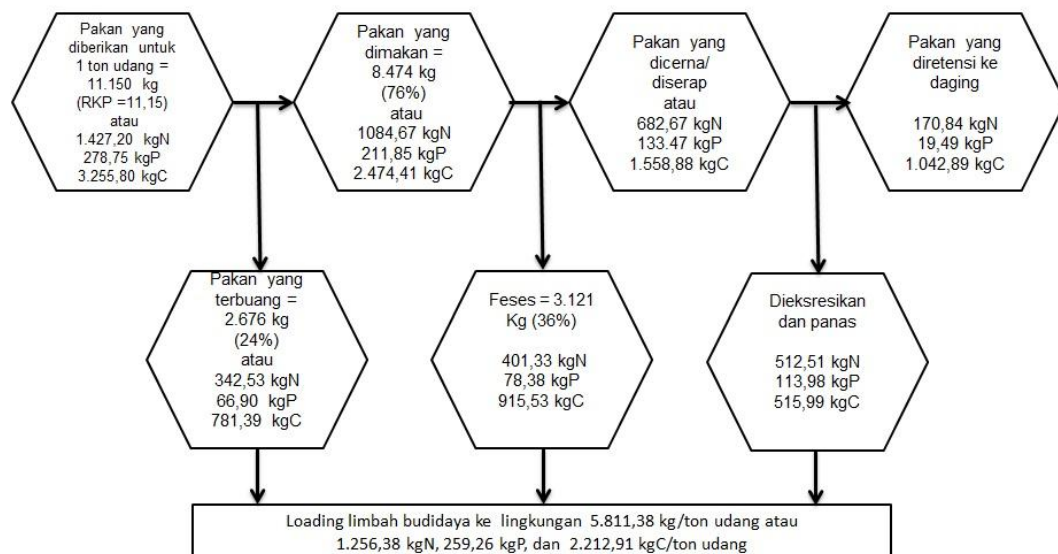 Pakan yang
diberikan untuk
1 ton udang =
11.150 kg
(RKP =11,15)
atau
1.427,20 kgN
278,75 kgP
3.255,80 kgC
Pakan yang
dimakan =
8.474 kg
(76%)
atau
1084,67 kgN
211,85 kgP
2.474,41 kgC
Pakan yang
dicerna/
diserap
atau
682,67 kgN
133.47 kgP
1.558,88 kgC
Pakan yang
diretensi ke
daging
170,84 kgN
19,49 kgP
1.042,89 kgC
Pakan yang
terbuang =
2.676 kg
(24%)
atau
342,53 kgN
66,90 kgP
781,39 kgC
Feses = 3.121
Kg (36%)
401,33 kgN
78,38 kgP
915,53 kgC
Dieksresikan
dan panas
512,51 kgN
113,98 kgP
515,99 kgC
Loading limbah budidaya ke lingkungan 5.811,38 kg/ton udang atau
1.256,38 kgN, 259,26 kgP, dan 2.212,91 kgC/ton udang